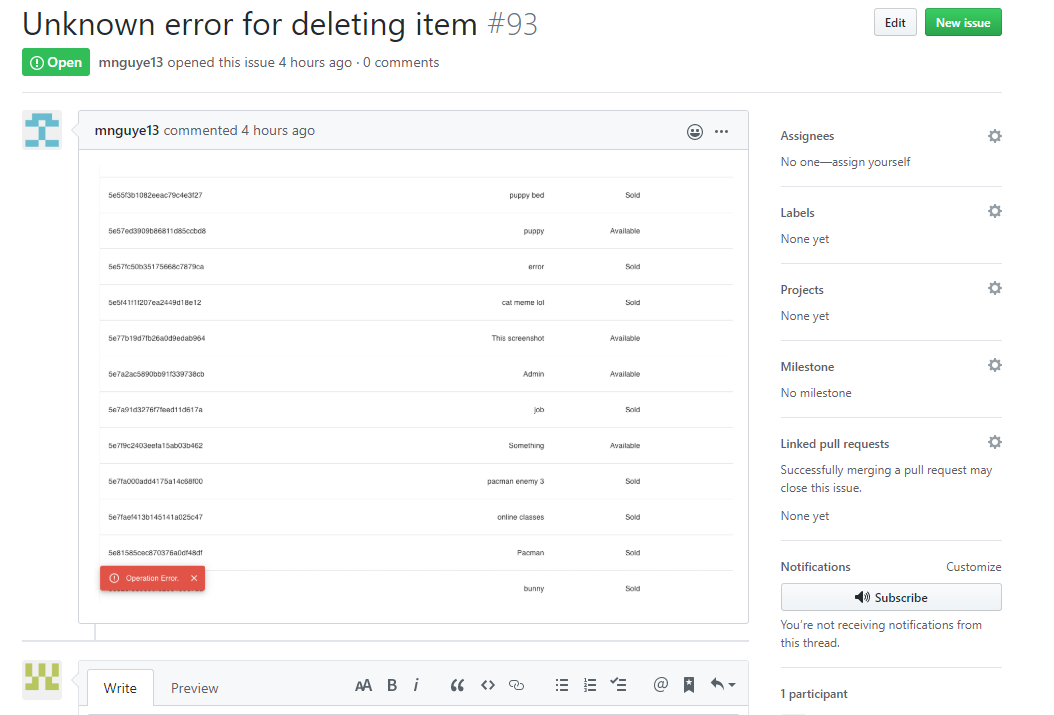 Unknown error for deleting item #93
Edit
New issue
Open
mnguye13 opened this issue 4 hours ago · 0 comments
mnguye13 commented 4 hours ago
5e55f3b1082eeac79c4e3f27 puppy bed Sold
5e57ed3909b86811d85ccbd8 puppy Available
5e57fc50b35175668c7879ca error Sold
5e5f41f1f207ea2449d18e12 cat meme lol Sold
5e77b19d7fb26a0d9edab964 This screenshot Available
5e7a2ac5890bb91f339738cb Admin Available
5e7a91d3276f7feed11d617a job Sold
5e7f9c2403eefa15ab03b462 Something Available
5e7fa000add4175a14c68f00 pacman enemy 3 Sold
5e7faef413b145141a025c47 online classes Sold
5e81585cec870376a0df48df Pacman Sold
Operation Error.
bunny Sold
Write
Preview
AA B i
Assignees
No one—assign yourself
Labels
None yet
Projects
None yet
Milestone
No milestone
Linked pull requests
Successfully merging a pull request may
close this issue.
None yet
Notifications
Customize
Subscribe
You're not receiving notifications from
this thread.
1 participant